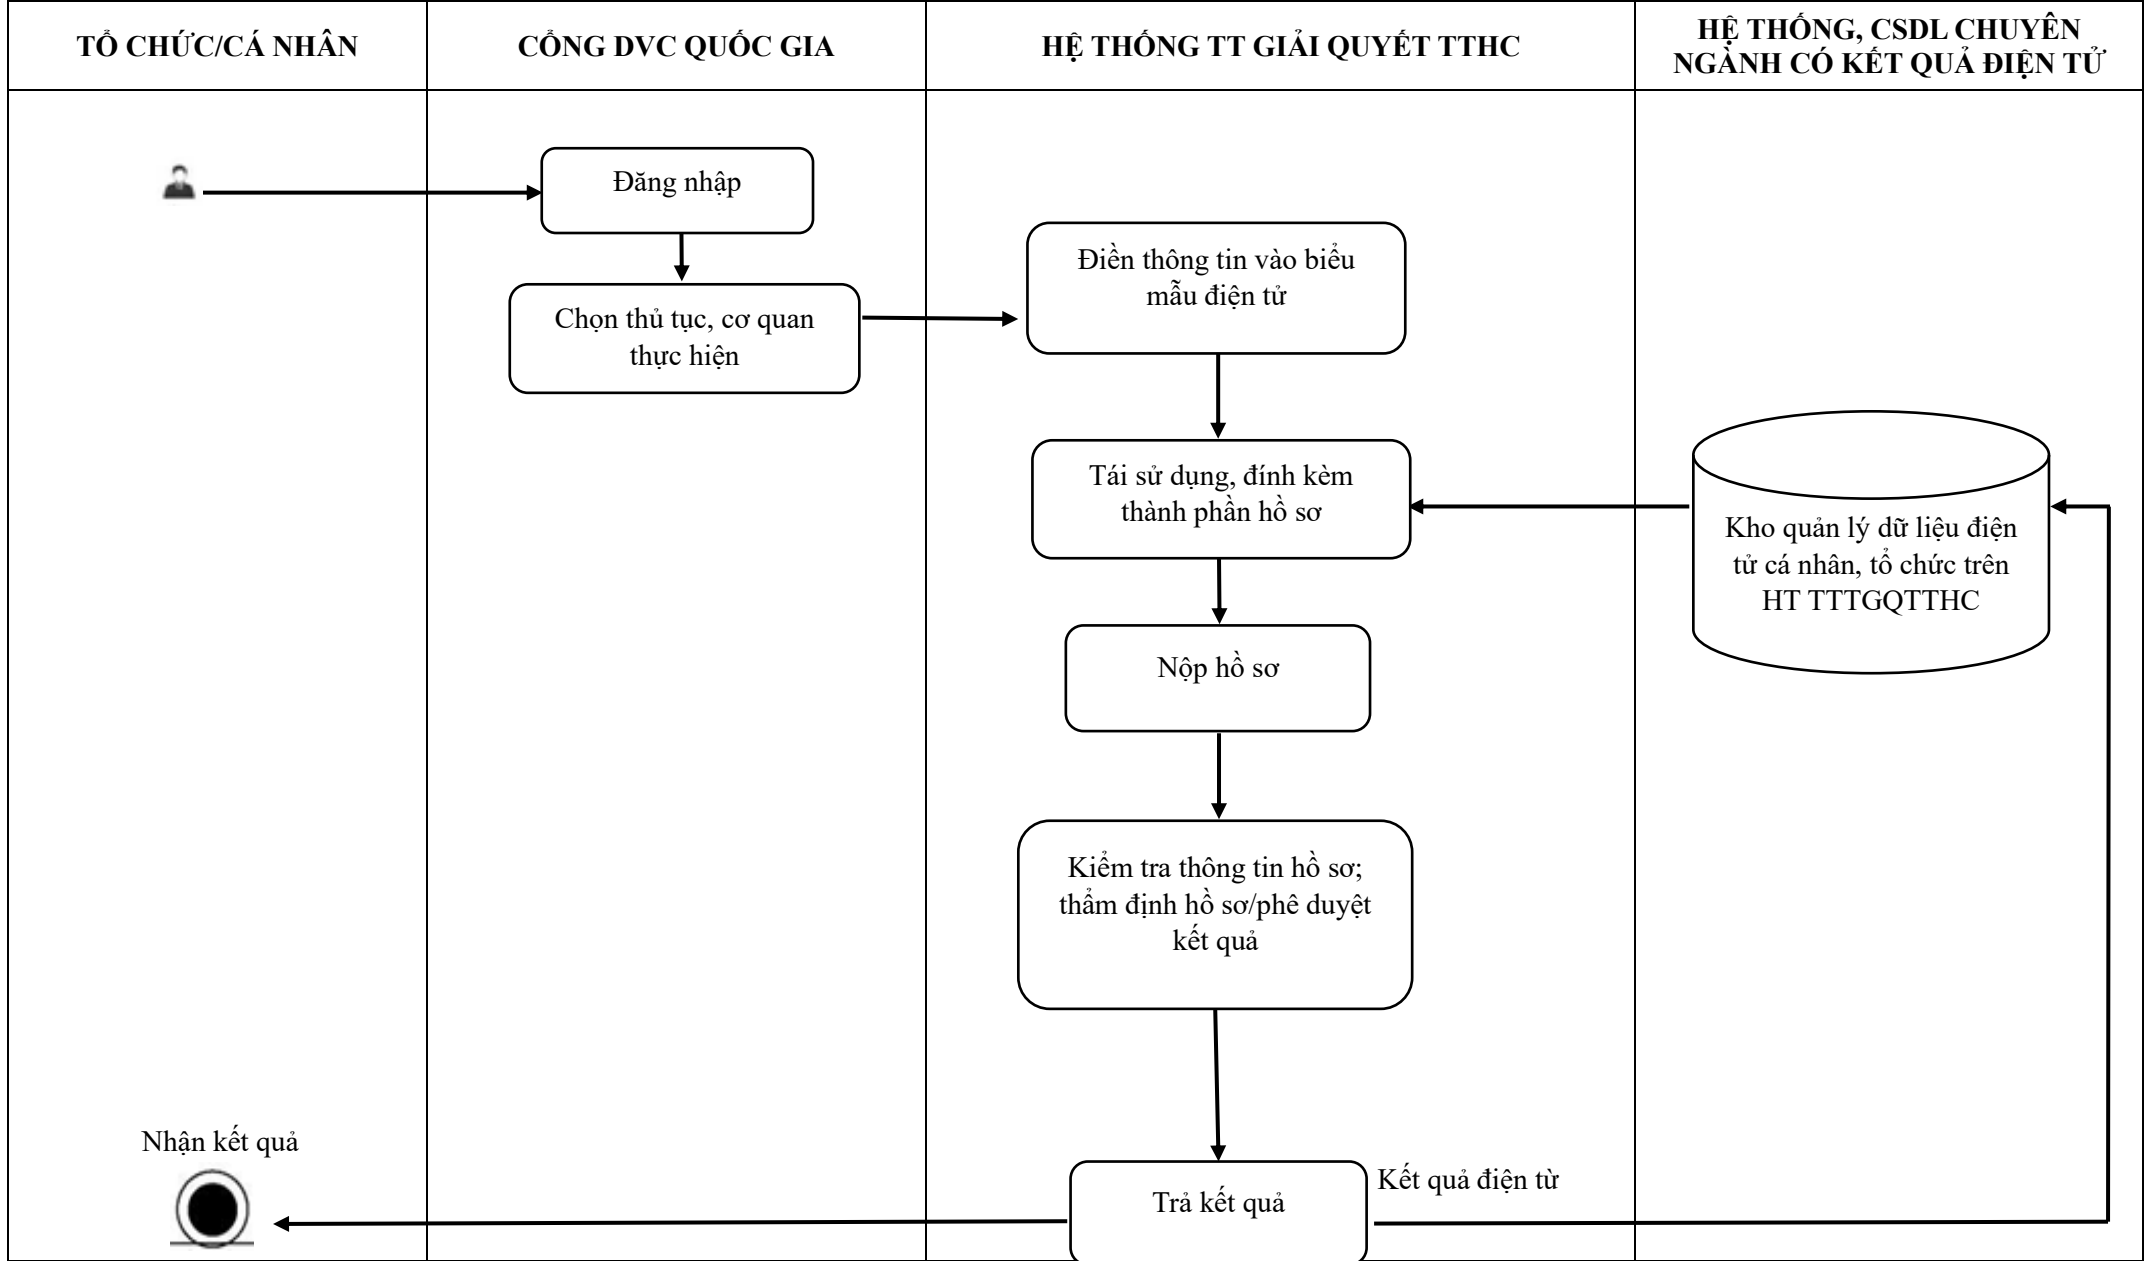 TỔ CHỨC/CÁ NHÂN
CỔNG DVC QUỐC GIA
HỆ THỐNG TT GIẢI QUYẾT TTHC
HỆ THỐNG, CSDL CHUYÊN
NGÀNH CÓ KẾT QUẢ ĐIỆN TỬ
Đăng nhập
Chọn thủ tục, cơ quan
thực hiện
Điền thông tin vào biểu
mẫu điện tử
Tái sử dụng, đính kèm
thành phần hồ sơ
Kho quản lý dữ liệu điện
tử cá nhân, tổ chức trên
HT TTTGQTTHC
Nộp hồ sơ
Kiểm tra thông tin hồ sơ;
thẩm định hồ sơ/phê duyệt
kết quả
Nhận kết quả
Trả kết quả
Kết quả điện từ